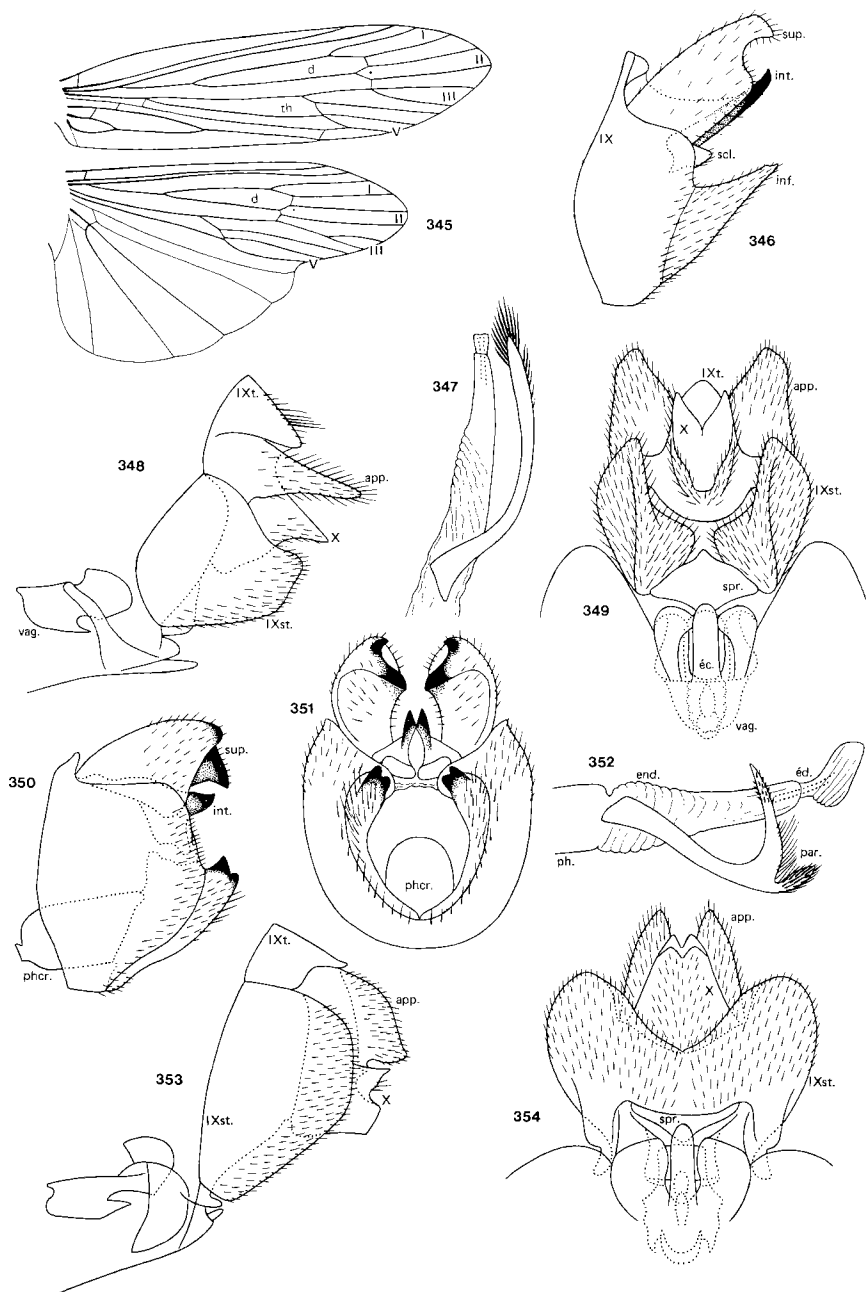 I
II
d
th
III
V
I
d
II
III
V
345
sup.
int.
IX
scl.
inf.
346
347
348
IXt.
app.
X
IXst.
vag.
IXt.
app.
X
IXst.
spr.
349
éc.
vag.
350
sup.
int.
phcr.
351
phcr.
352
end.
éd.
ph.
par.
353
IXt.
app.
X
IXst.
app.
X
IXst.
spr.
354